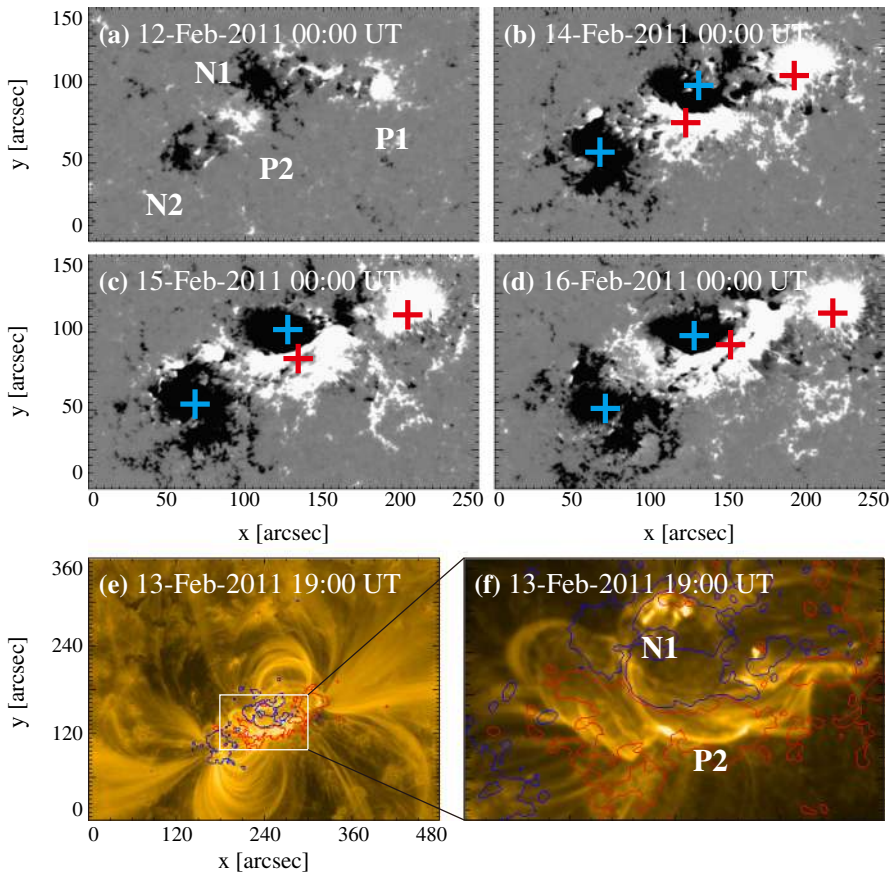 (a) 12-Feb-2011 00:00 UT
N1
P1
P2
N2
y [arcsec]
150
100
50
0
(b) 14-Feb-2011 00:00 UT
(c) 15-Feb-2011 00:00 UT
y [arcsec]
150
100
50
0
0 50 100 150 200 250
x [arcsec]
(d) 16-Feb-2011 00:00 UT
0 50 100 150 200 250
x [arcsec]
(e) 13-Feb-2011 19:00 UT
y [arcsec]
360
240
120
0
0 120 240 360 480
x [arcsec]
(f) 13-Feb-2011 19:00 UT
N1
P2